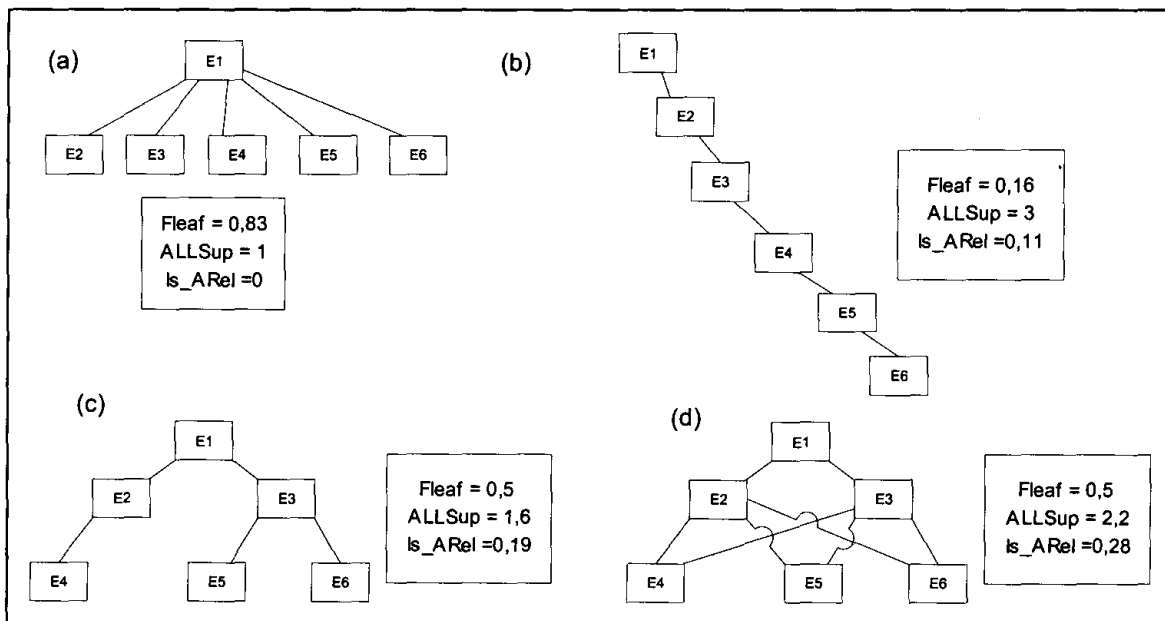 (a)
E1
E2 E3 E4 E5 E6
Fleaf = 0,83
ALLSup = 1
Is_ARel =0
(b)
E1
E2
E3
E4
E5
E6
Fleaf = 0,16
ALLSup = 3
Is_ARel =0,11
(c)
E1
E2 E3
E4 E5 E6
Fleaf = 0,5
ALLSup = 1,6
Is_ARel =0,19
(d)
E1
E2 E3
E4 E5 E6
Fleaf = 0,5
ALLSup = 2,2
Is_ARel =0,28